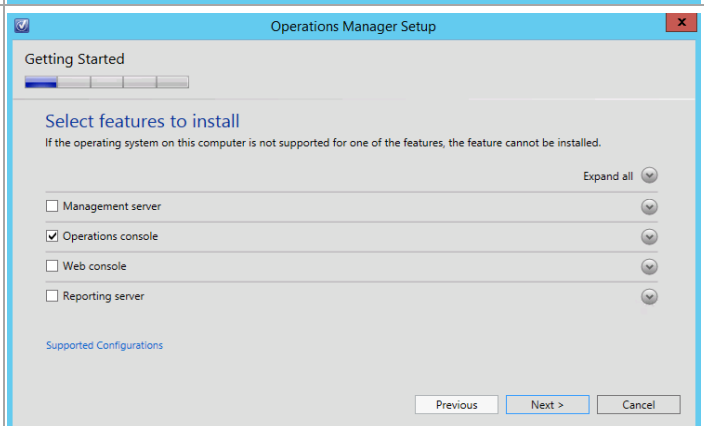 Operations Manager Setup
x
Getting Started
Select features to install
If the operating system on this computer is not supported for one of the features, the feature cannot be installed.
Expand all
Management server
Operations console
Web console
Reporting server
Supported Configurations
Previous Next > Cancel